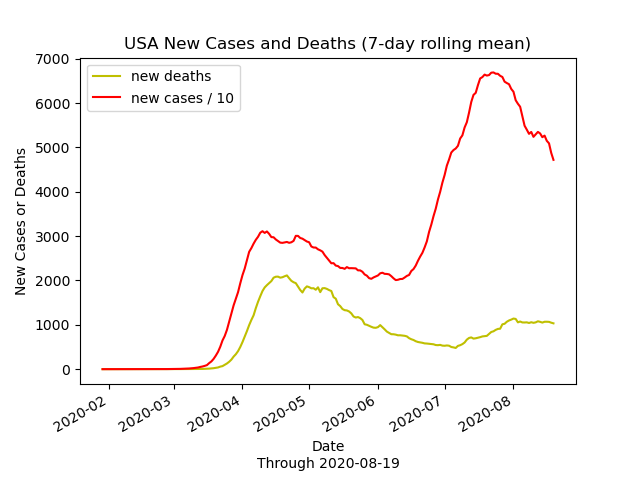 USA New Cases and Deaths (7-day rolling mean)
new deaths
new cases / 10
New Cases or Deaths
7000
6000
5000
4000
3000
2000
1000
0
2020-02
2020-03
2020-04
2020-05
2020-06
2020-07
2020-08
Date
Through 2020-08-19